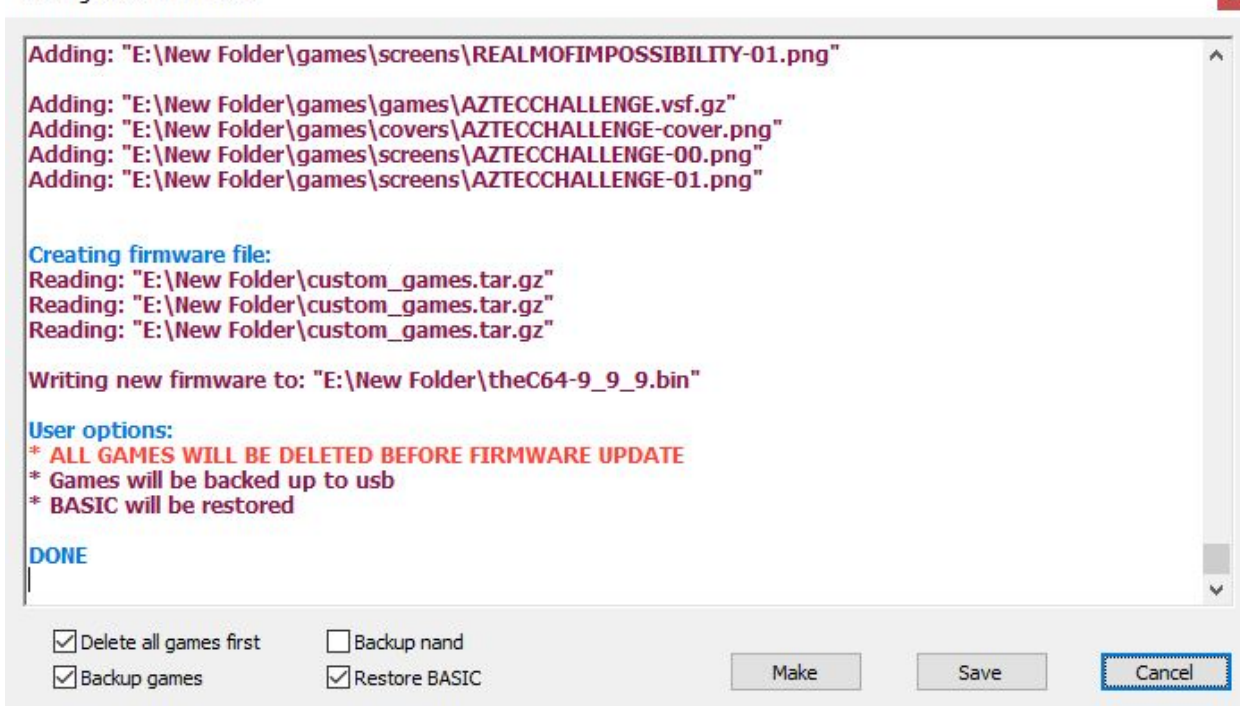 Adding: "E:\New Folder\games\screens\REALMOFIMPOSSIBILITY-01.png"
Adding: "E:\New Folder\games\games\AZTECCHALLENGE.vsf.gz"
Adding: "E:\New Folder\games\covers\AZTECCHALLENGE-cover.png"
Adding: "E:\New Folder\games\screens\AZTECCHALLENGE-00.png"
Adding: "E:\New Folder\games\screens\AZTECCHALLENGE-01.png"
Creating firmware file:
Reading: "E:\New Folder\custom_games.tar.gz"
Reading: "E:\New Folder\custom_games.tar.gz"
Reading: "E:\New Folder\custom_games.tar.gz"
Writing new firmware to: "E:\New Folder\theC64-9_9_9.bin"
User options:
* ALL GAMES WILL BE DELETED BEFORE FIRMWARE UPDATE
* Games will be backed up to usb
* BASIC will be restored
DONE
Delete all games first
Backup nand
Backup games
Restore BASIC
Make
Save
Cancel